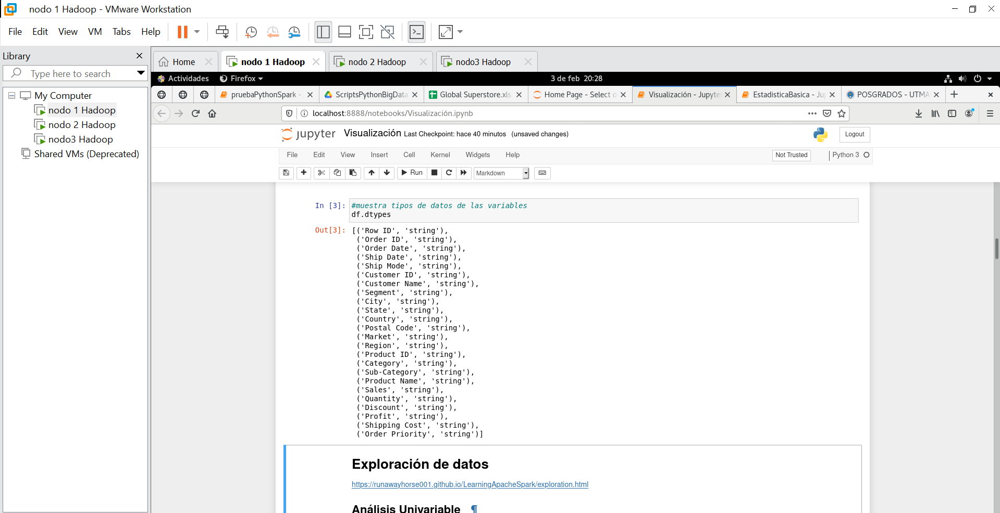 nodo 1 Hadoop - VMware Workstation
File Edit View VM Tabs Help
Library
Type here to search
My Computer
nodo 1 Hadoop
nodo 2 Hadoop
nodo3 Hadoop
Shared VMs (Deprecated)
Home
nodo 1 Hadoop
nodo 2 Hadoop
nodo3 Hadoop
Actividades Firefox 3 de feb 20:28
pruebaPythonSpark -
ScriptsPythonBigData
Global Superstore.xls
Home Page - Select o
Visualización - Jupyte
EstadisticaBasica - Ju
POSGRADOS - UTMA
localhost:8888/notebooks/Visualización.ipynb
jupyter Visualización Last Checkpoint: hace 40 minutos (unsaved changes)
Logout
File Edit View Insert Cell Kernel Widgets Help
Not Trusted Python 3
Run Markdown
In [3]: #muestra tipos de datos de las variables
df.dtypes
Out[3]: [('Row ID', 'string'),
('Order ID', 'string'),
('Order Date', 'string'),
('Ship Date', 'string'),
('Ship Mode', 'string'),
('Customer ID', 'string'),
('Customer Name', 'string'),
('Segment', 'string'),
('City', 'string'),
('State', 'string'),
('Country', 'string'),
('Postal Code', 'string'),
('Market', 'string'),
('Region', 'string'),
('Product ID', 'string'),
('Category', 'string'),
('Sub-Category', 'string'),
('Product Name', 'string'),
('Sales', 'string'),
('Quantity', 'string'),
('Discount', 'string'),
('Profit', 'string'),
('Shipping Cost', 'string'),
('Order Priority', 'string')]
Exploración de datos
https://runawayhorse001.github.io/LearningApacheSpark/exploration.html
Análisis Univariable ¶